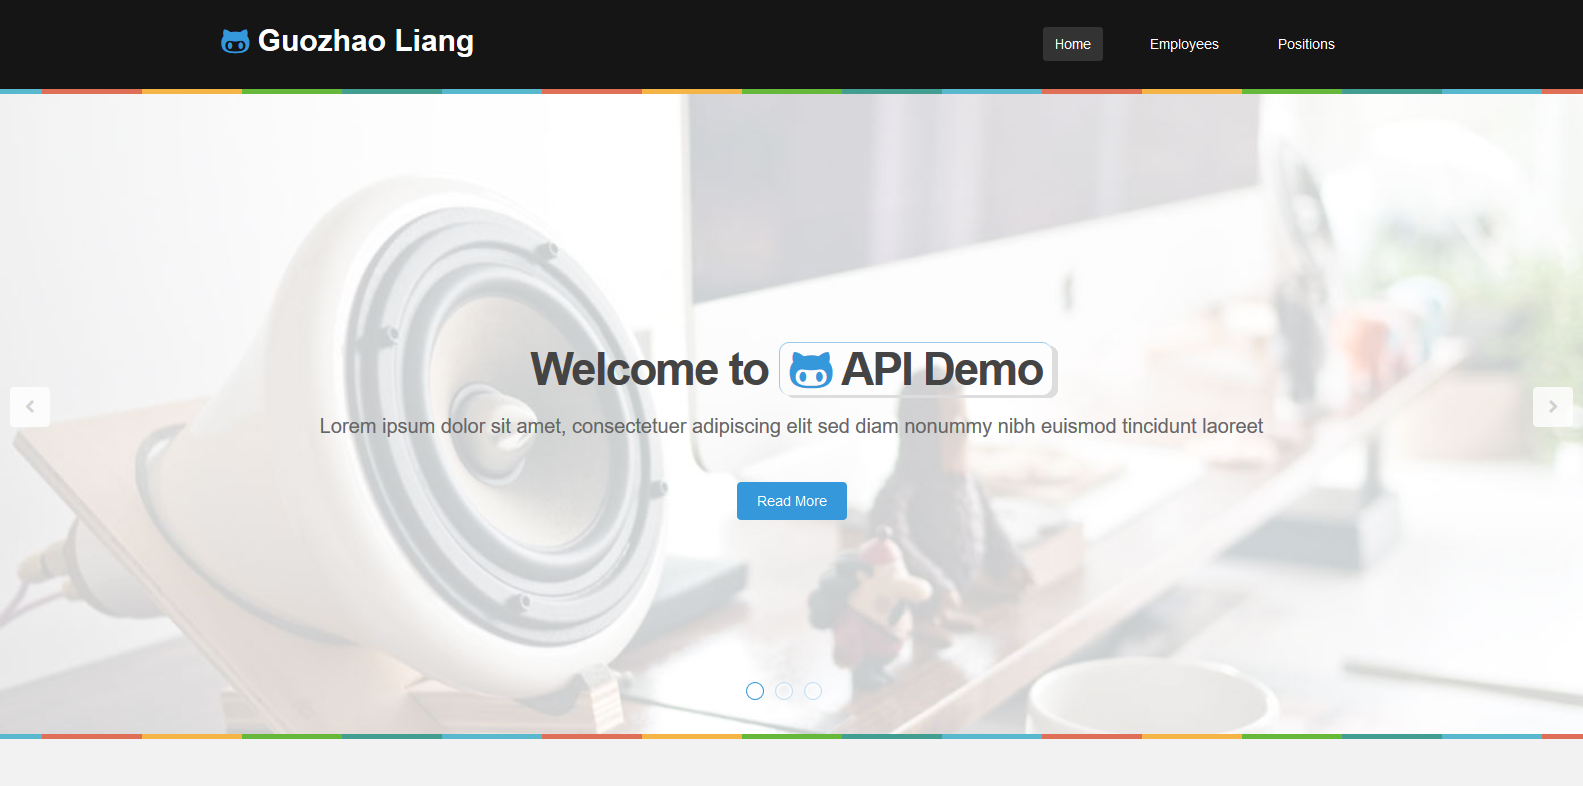 Guozhao Liang
Home
Employees
Positions
Welcome to API Demo
Lorem ipsum dolor sit amet, consectetuer adipiscing elit sed diam nonummy nibh euismod tincidunt laoreet
Read More